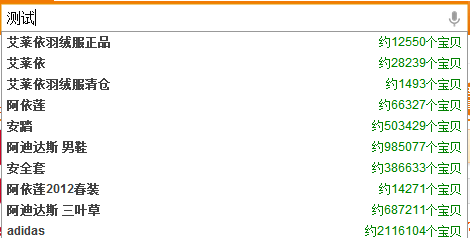 测试
艾莱依羽绒服正品 约12550个宝贝
艾莱依 约28239个宝贝
艾莱依羽绒服清仓 约1493个宝贝
阿依莲 约66327个宝贝
安踏 约503429个宝贝
阿迪达斯 男鞋 约985077个宝贝
安全套 约386633个宝贝
阿依莲2012春装 约14271个宝贝
阿迪达斯 三叶草 约687211个宝贝
adidas 约2116104个宝贝